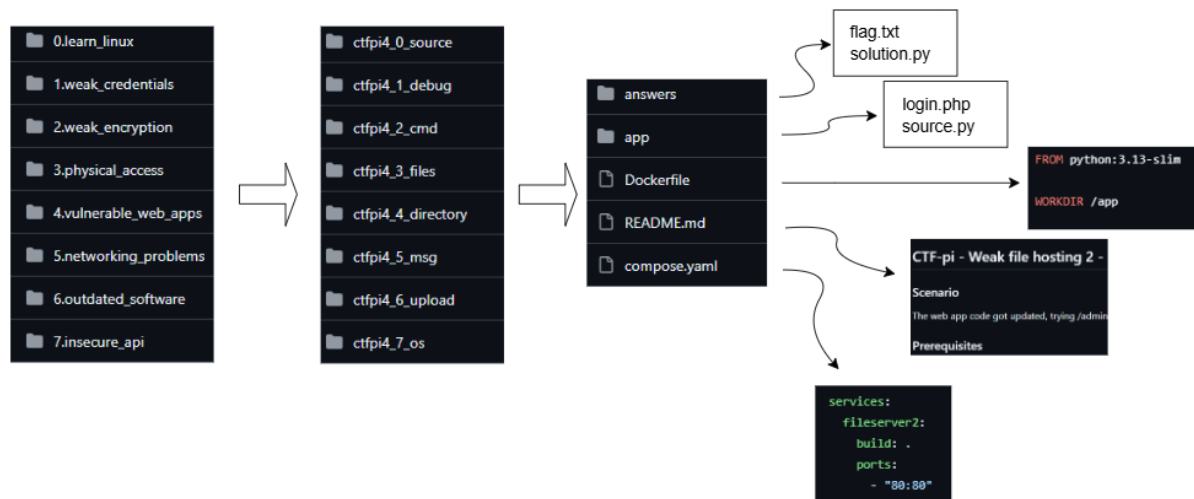 0.learn_linux
1.weak_credentials
2.weak_encryption
3.physical_access
4.vulnerable_web_apps
5.networking_problems
6.outdated_software
7.insecure_api
ctfpi4_0_source
ctfpi4_1_debug
ctfpi4_2_cmd
ctfpi4_3_files
ctfpi4_4_directory
ctfpi4_5_msg
ctfpi4_6_upload
ctfpi4_7_os
answers
app
Dockerfile
README.md
compose.yaml
flag.txt
solution.py
login.php
source.py
FROM python:3.13-slim
WORKDIR /app
CTF-pi - Weak file hosting 2 -
Scenario
The web app code got updated, trying /admin
Prerequisites
services:
fileserver2:
build: .
ports:
- "80:80"